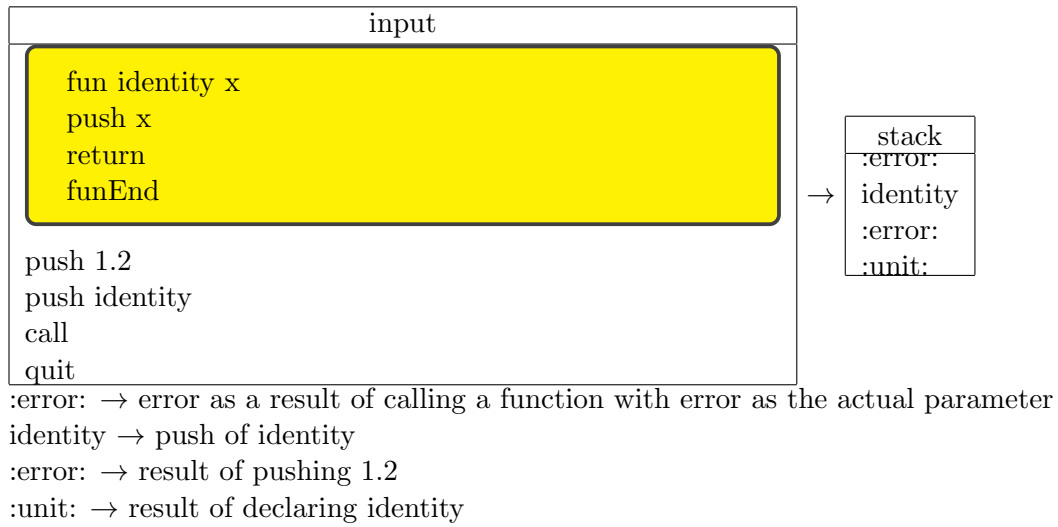 input
fun identity x
push x
return
funEnd
push 1.2
push identity
call
quit
→
stack
:error:
identity
:error:
:unit:
:error: → error as a result of calling a function with error as the actual parameter
identity → push of identity
:error: → result of pushing 1.2
:unit: → result of declaring identity